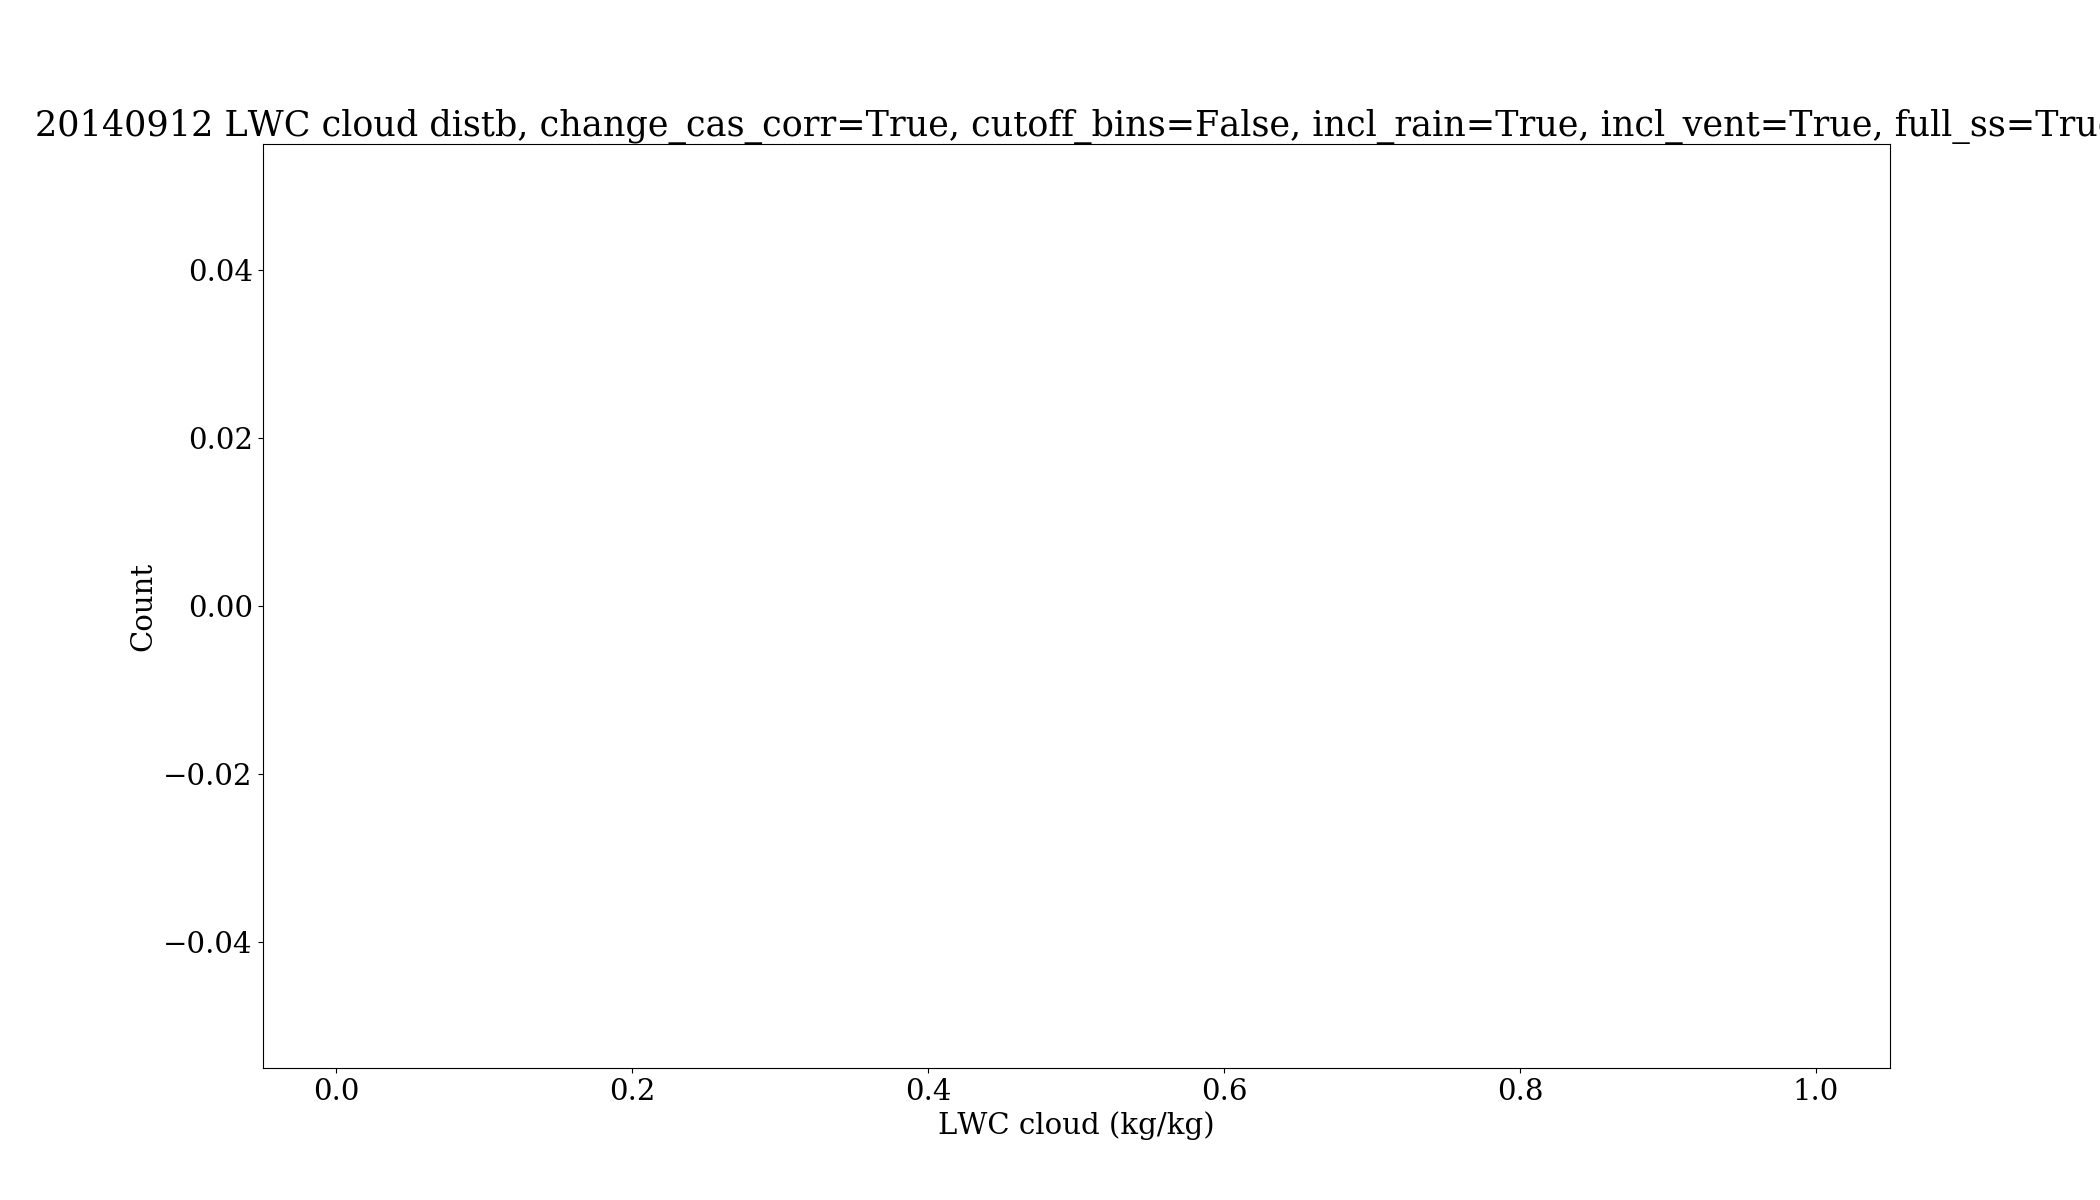 20140912 LWC cloud distb, change_cas_corr=True, cutoff_bins=False, incl_rain=True, incl_vent=True, full_ss=Tru
0.04
0.02
0.00
−0.02
−0.04
Count
0.0 0.2 0.4 0.6 0.8 1.0
LWC cloud (kg/kg)